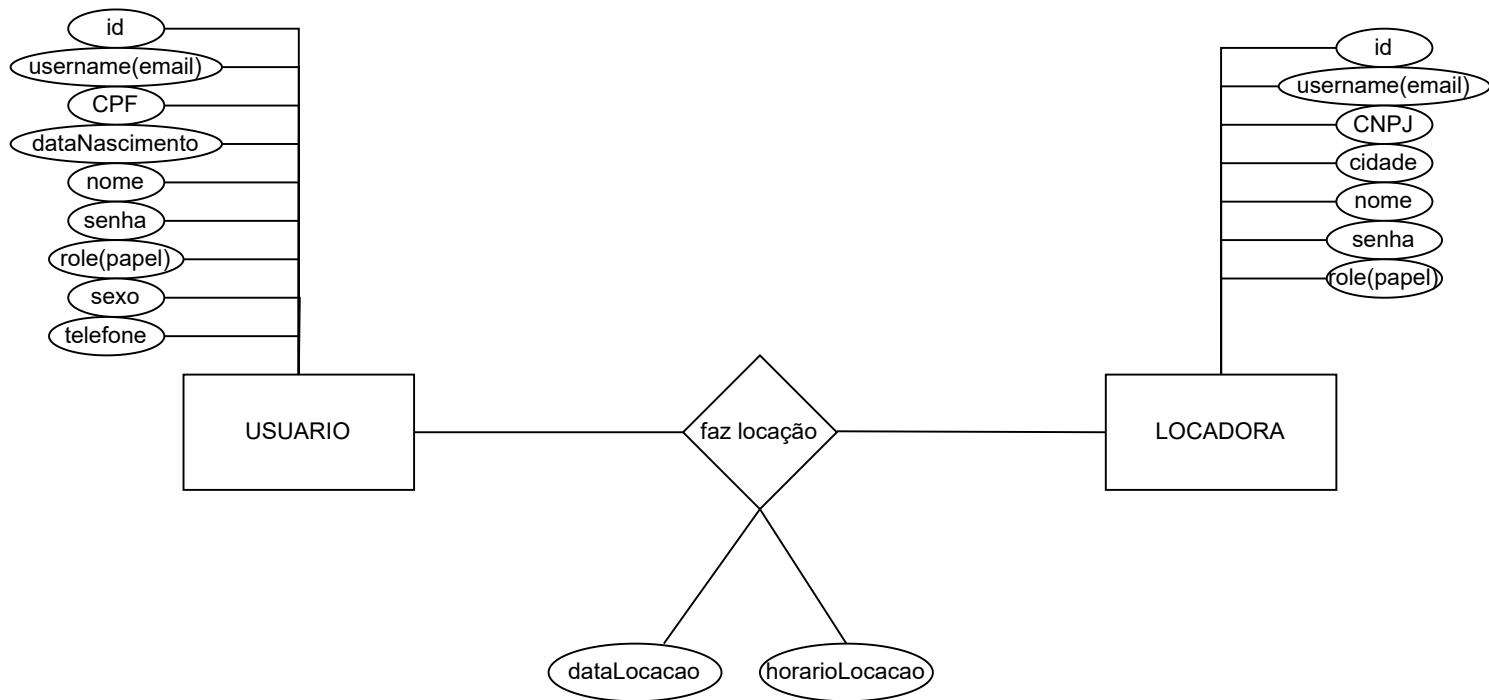 id
username(email)
CPF
dataNascimento
nome
senha
role(papel)
sexo
telefone
USUARIO
faz locação
dataLocacao
horarioLocacao
id
username(email)
CNPJ
cidade
nome
senha
role(papel)
LOCADORA